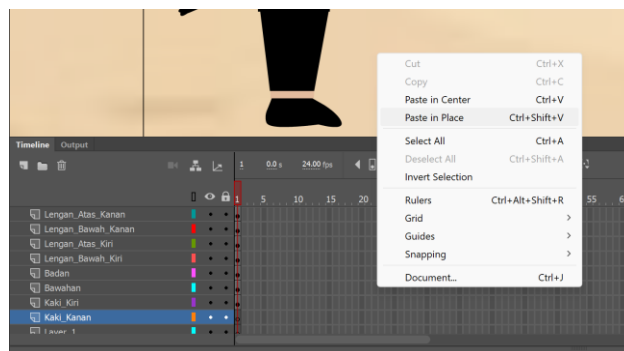 Cut Ctrl+X
Copy Ctrl+C
Paste in Center Ctrl+V
Paste in Place Ctrl+Shift+V
Select All Ctrl+A
Deselect All Ctrl+Shift+A
Invert Selection
Rulers Ctrl+Alt+Shift+R
Grid
Guides
Snapping
Document... Ctrl+J
Timeline Output
1 0.0 s 24.00 fps
1 5 10 15 20 55 6
Lengan_Atas_Kanan
Lengan_Bawah_Kanan
Lengan_Atas_Kiri
Lengan_Bawah_Kiri
Badan
Bawahan
Kaki_Kiri
Kaki_Kanan
Layer_1